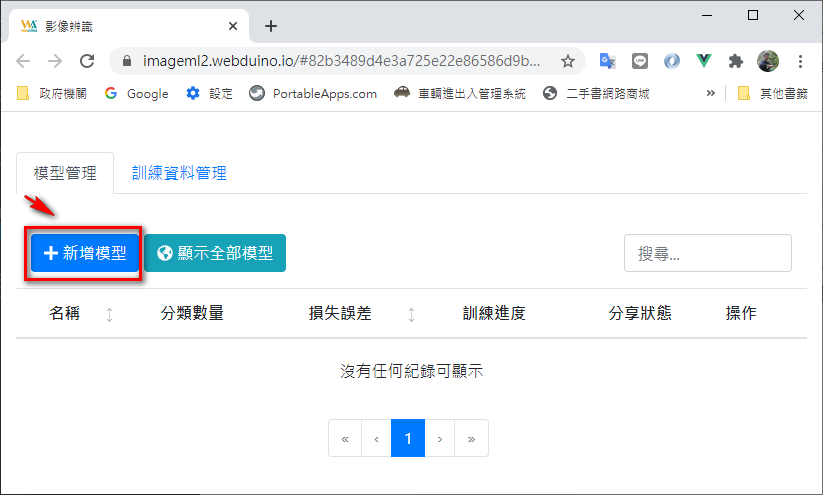 影像辨識
imageml2.webduino.io/#82b3489d4e3a725e22e86586d9b...
政府機關 Google 設定 PortableApps.com 車輛進出入管理系統 二手書網路商城 » 其他書籤
模型管理 訓練資料管理
新增模型 顯示全部模型 搜尋...
名稱 分類數量 損失誤差 訓練進度 分享狀態 操作
沒有任何紀錄可顯示
« ‹ 1 › »